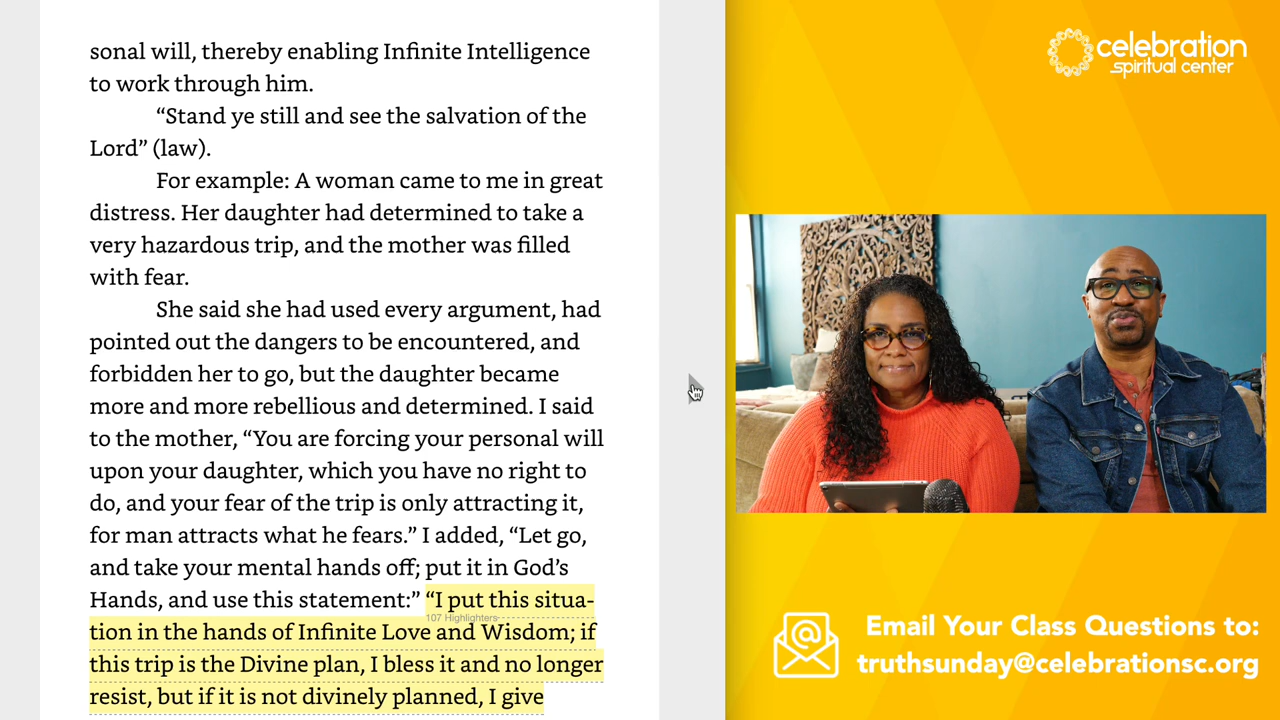 sonal will, thereby enabling Infinite Intelligence
to work through him.
“Stand ye still and see the salvation of the
Lord” (law).
For example: A woman came to me in great
distress. Her daughter had determined to take a
very hazardous trip, and the mother was filled
with fear.
She said she had used every argument, had
pointed out the dangers to be encountered, and
forbidden her to go, but the daughter became
more and more rebellious and determined. I said
to the mother, “You are forcing your personal will
upon your daughter, which you have no right to
do, and your fear of the trip is only attracting it,
for man attracts what he fears.” I added, “Let go,
and take your mental hands off; put it in God’s
Hands, and use this statement:” “I put this situa-
107 Highlighters
tion in the hands of Infinite Love and Wisdom; if
this trip is the Divine plan, I bless it and no longer
resist, but if it is not divinely planned, I give
celebration
spiritual center
Email Your Class Questions to:
truthsunday@celebrationsc.org